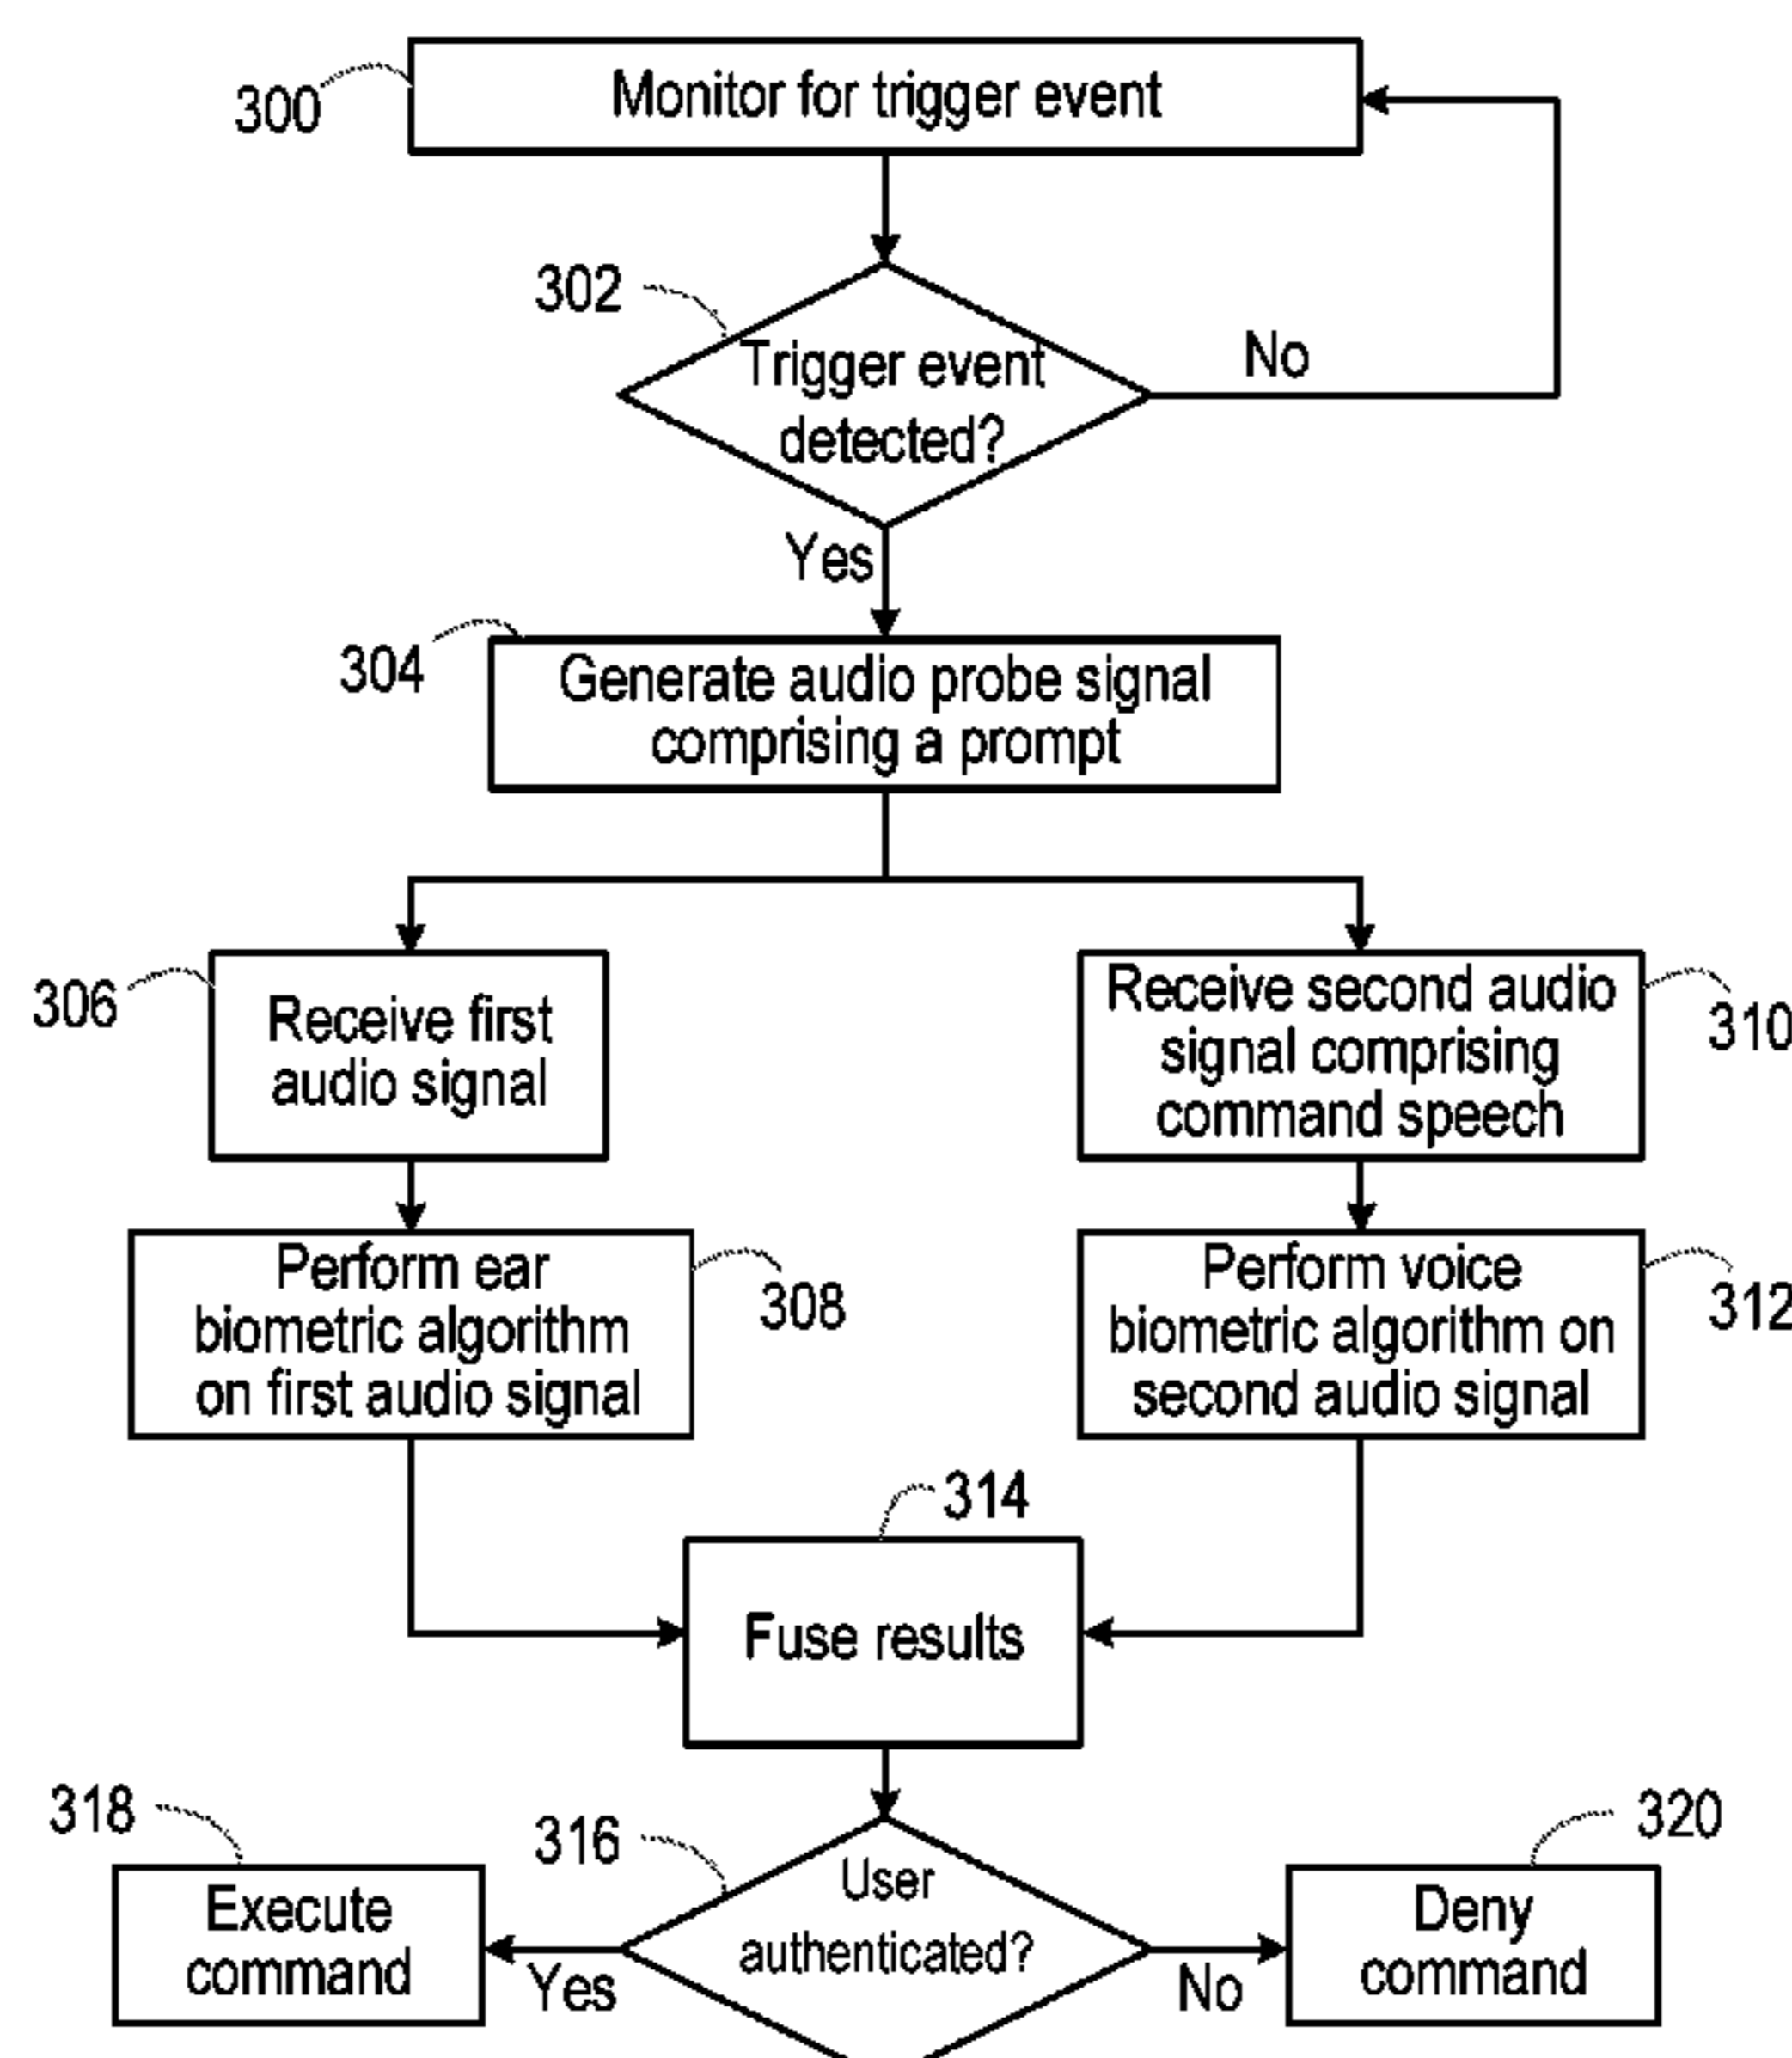 300
Monitor for trigger event
302
Trigger event
detected?
No
Yes
304
Generate audio probe signal
comprising a prompt
306
Receive first
audio signal
Receive second audio
signal comprising
command speech
310
Perform ear
biometric algorithm
on first audio signal
308
Perform voice
biometric algorithm on
second audio signal
312
314
Fuse results
318
316
320
Execute
command
Yes
User
authenticated?
No
Deny
command